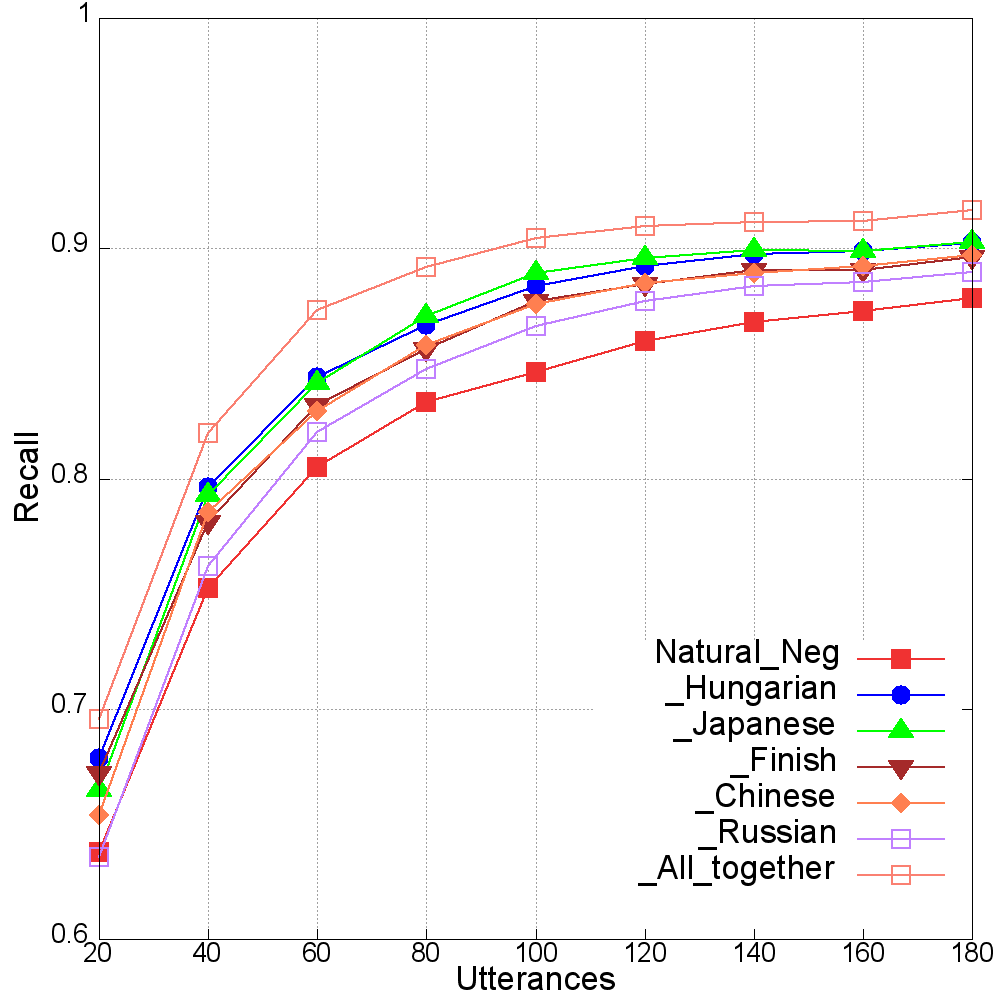 1
0.9
0.8
0.7
0.6
Recall
20 40 60 80 100 120 140 160 180
Utterances
Natural_Neg
_Hungarian
_Japanese
_Finish
_Chinese
_Russian
_All_together